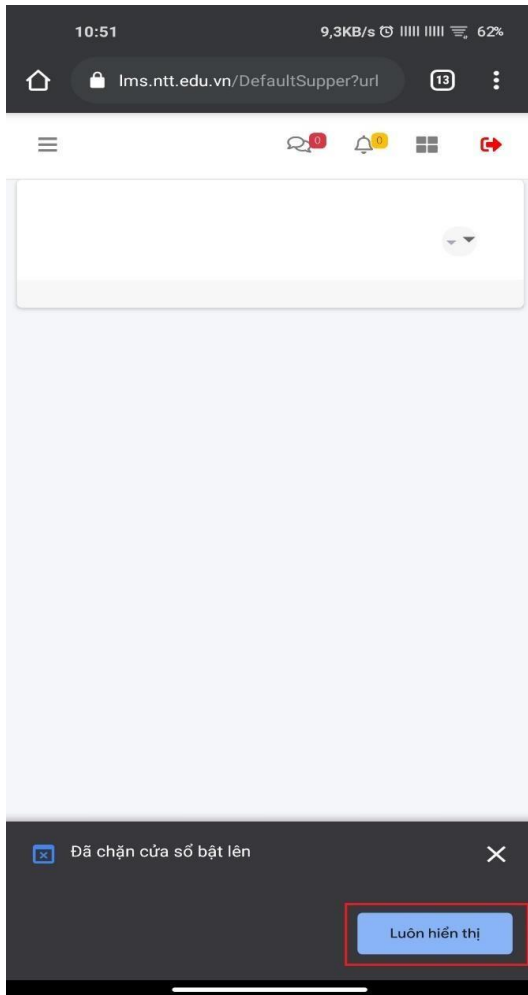 10:51 9,3KB/s 62%
lms.ntt.edu.vn/DefaultSupper?url 13
0 0
Đã chặn cửa sổ bật lên
Luôn hiển thị